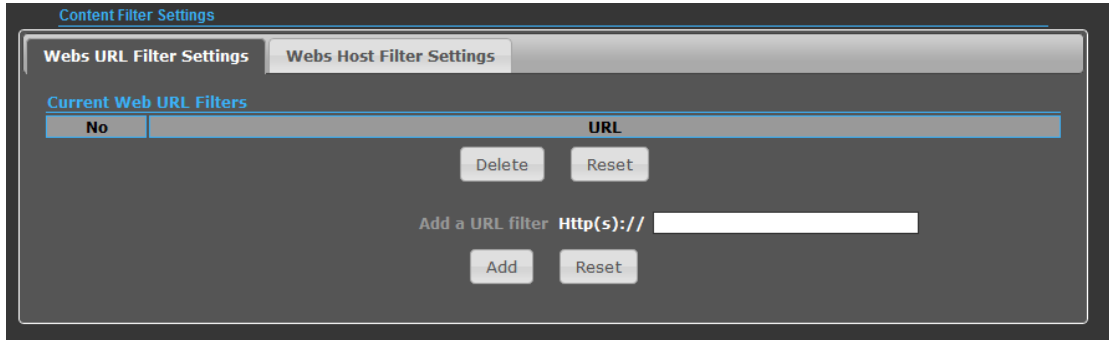 Content Filter Settings
Webs URL Filter Settings Webs Host Filter Settings
Current Web URL Filters
No URL
Delete Reset
Add a URL filter Http(s)://
Add Reset